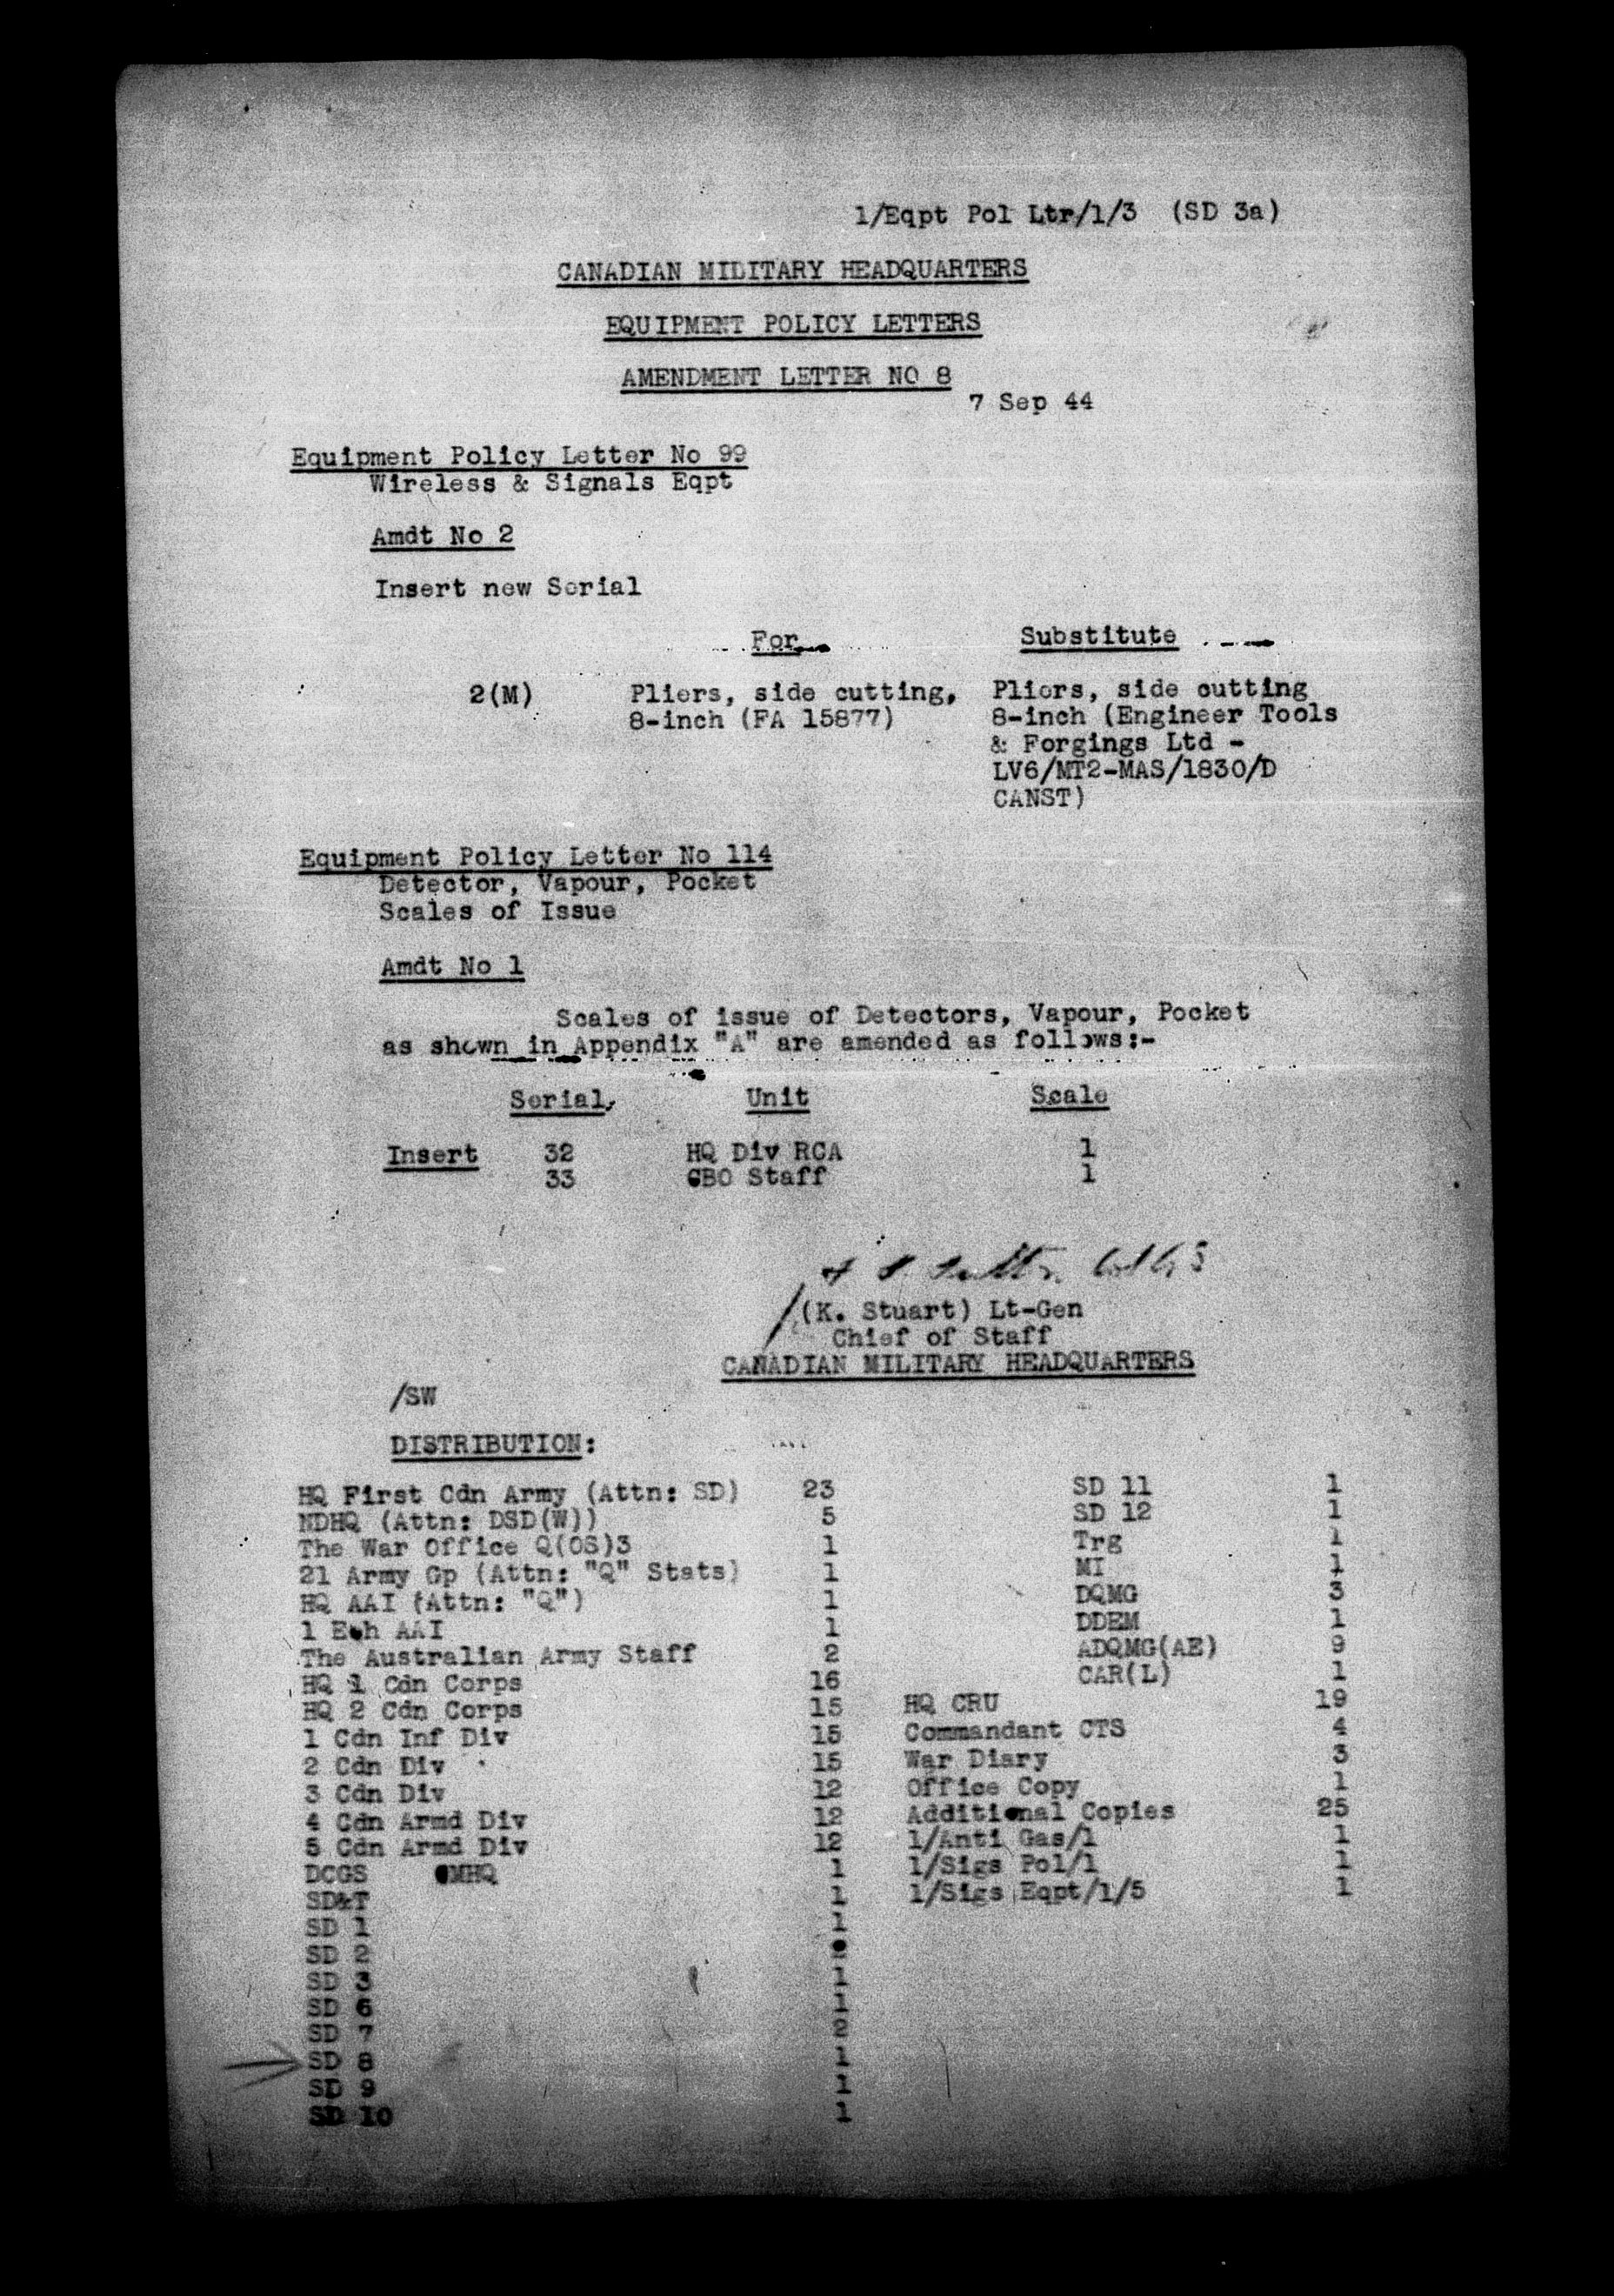 1/Eqpt Pol Ltr/1/3 (SD 3a)
CANADIAN MILITARY HEADQUARTERS
EQUIPMENT POLICY LETTERS
AMENDMENT LETTER NO 8
7 Sep 44
Equipment Policy Letter No 99
Wireless & Signals Eqpt
Amdt No 2
Insert new Serial
For Substitute
2(M) Pliers, side cutting, Pliers, side cutting
8-inch (FA 15877) 8-inch (Engineer Tools
& Forgings Ltd -
LV6/MT2-MAS/1830/D
CANST)
Equipment Policy Letter No 114
Detector, Vapour, Pocket
Scales of Issue
Amdt No 1
Scales of issue of Detectors, Vapour, Pocket
as shown in Appendix "A" are amended as follows:-
Serial Unit Scale
Insert 32 HQ Div RCA 1
33 CBO Staff 1
(K. Stuart) Lt-Gen
Chief of Staff
CANADIAN MILITARY HEADQUARTERS
/SW
DISTRIBUTION:
HQ First Cdn Army (Attn: SD) 23
NDHQ (Attn: DSD(W)) 5
The War Office Q(OS)3 1
21 Army Gp (Attn: "Q" Stats) 1
HQ AAI (Attn: "Q") 1
1 Ech AAI 1
The Australian Army Staff 2
HQ 1 Cdn Corps 16
HQ 2 Cdn Corps 15
1 Cdn Inf Div 15
2 Cdn Div 15
3 Cdn Div 12
4 Cdn Armd Div 12
5 Cdn Armd Div 12
DCGS CMHQ 1
SD&T 1
SD 1 1
SD 2
SD 3 1
SD 6 1
SD 7 2
SD 8 1
SD 9 1
SD 10 1
SD 11 1
SD 12 1
Trg 1
MI 1
DQMG 3
DDEM 1
ADQMG(AE) 9
CAR(L) 1
HQ CRU 19
Commandant CTS 4
War Diary 3
Office Copy 1
Additional Copies 25
1/Anti Gas/1 1
1/Sigs Pol/1 1
1/Sigs Eqpt/1/5 1